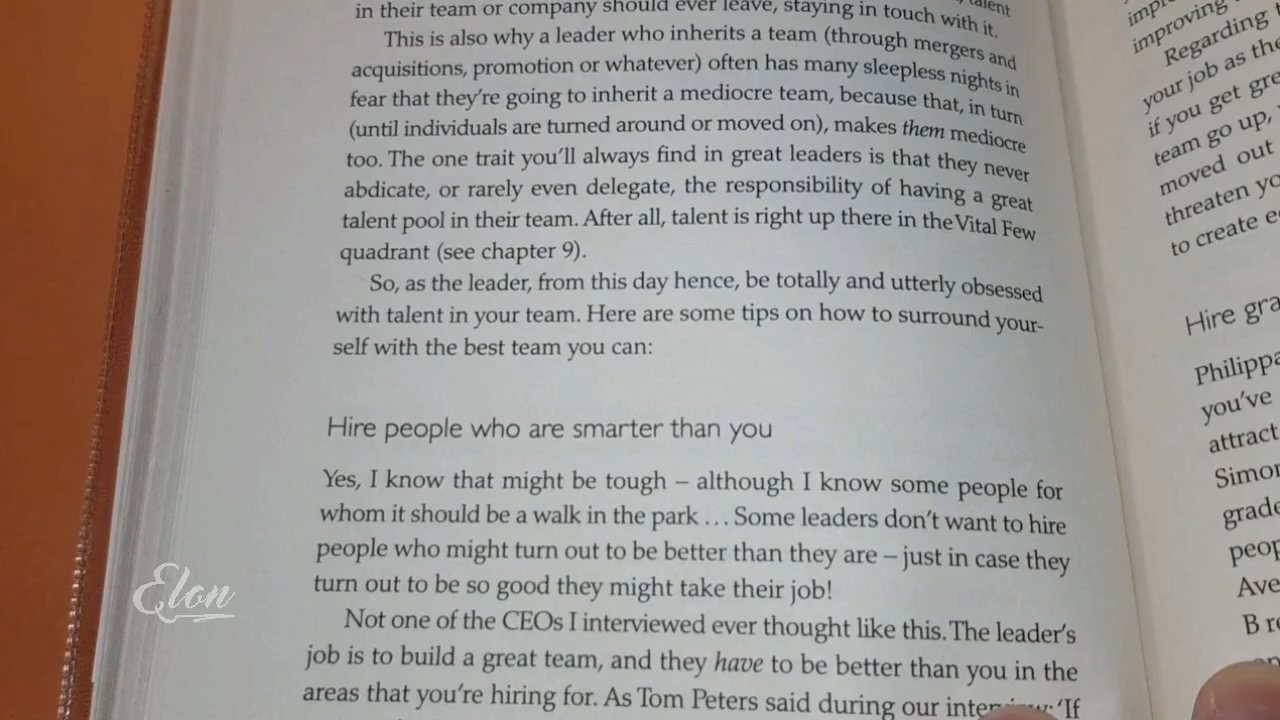 in their team or company should ever leave, staying in touch with it.
This is also why a leader who inherits a team (through mergers and
acquisitions, promotion or whatever) often has many sleepless nights in
fear that they're going to inherit a mediocre team, because that, in turn
(until individuals are turned around or moved on), makes them mediocre
too. The one trait you'll always find in great leaders is that they never
abdicate, or rarely even delegate, the responsibility of having a great
talent pool in their team. After all, talent is right up there in the Vital Few
quadrant (see chapter 9).
So, as the leader, from this day hence, be totally and utterly obsessed
with talent in your team. Here are some tips on how to surround your-
self with the best team you can:
Hire people who are smarter than you
Yes, I know that might be tough – although I know some people for
whom it should be a walk in the park … Some leaders don't want to hire
people who might turn out to be better than they are – just in case they
turn out to be so good they might take their job!
Not one of the CEOs I interviewed ever thought like this. The leader's
job is to build a great team, and they have to be better than you in the
areas that you're hiring for. As Tom Peters said during our 'If
improving
Regarding
your job as the
if you get
team go up,
moved out
threaten
to create
Hire
you've
attract
Elon